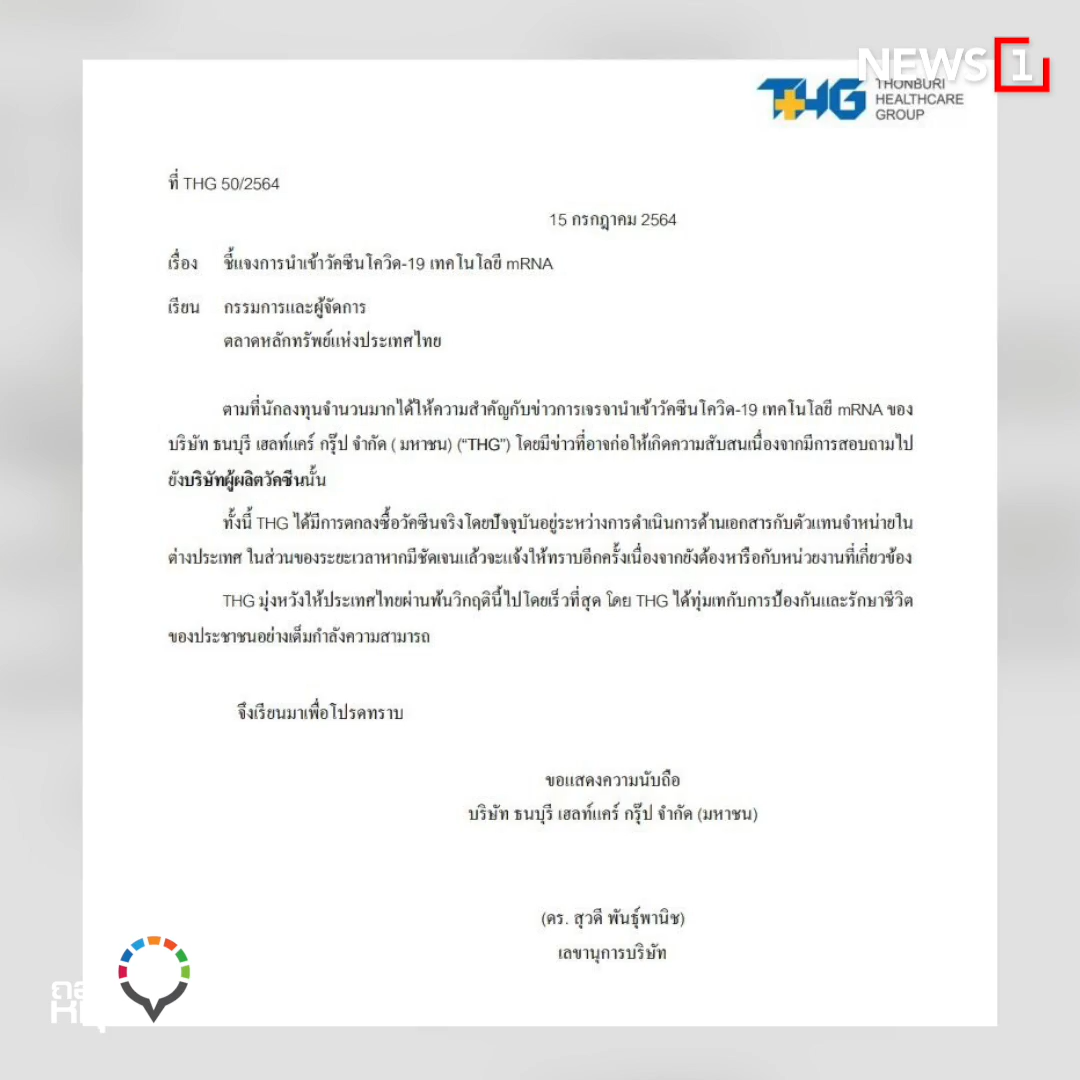 NEWS 1
THG THONBURI
HEALTHCARE
GROUP
ที่ THG 50/2564
15 กรกฎาคม 2564
เรื่อง ชี้แจงการนำเข้าวัคซีนโควิด-19 เทคโนโลยี mRNA
เรียน กรรมการและผู้จัดการ
ตลาดหลักทรัพย์แห่งประเทศไทย
ตามที่นักลงทุนจำนวนมากได้ให้ความสำคัญกับข่าวการเจรจานำเข้าวัคซีนโควิด-19 เทคโนโลยี mRNA ของ
บริษัท ธนบุรี เฮลท์แคร์ กรุ๊ป จำกัด ( มหาชน) (“THG”) โดยมีข่าวที่อาจก่อให้เกิดความสับสนเนื่องจากมีการสอบถามไป
ยังบริษัทผู้ผลิตวัคซีนนั้น
ทั้งนี้ THG ได้มีการตกลงซื้อวัคซีนจริงโดยปัจจุบันอยู่ระหว่างการดำเนินการด้านเอกสารกับตัวแทนจำหน่ายใน
ต่างประเทศ ในส่วนของระยะเวลาหากมีชัดเจนแล้วจะแจ้งให้ทราบอีกครั้งเนื่องจากยังต้องหารือกับหน่วยงานที่เกี่ยวข้อง
THG มุ่งหวังให้ประเทศไทยผ่านพ้นวิกฤตินี้ไปโดยเร็วที่สุด โดย THG ได้ทุ่มเทกับการป้องกันและรักษาชีวิต
ของประชาชนอย่างเต็มกำลังความสามารถ
จึงเรียนมาเพื่อโปรดทราบ
ขอแสดงความนับถือ
บริษัท ธนบุรี เฮลท์แคร์ กรุ๊ป จำกัด (มหาชน)
(ดร. สุวดี พันธุ์พานิช)
เลขานุการบริษัท